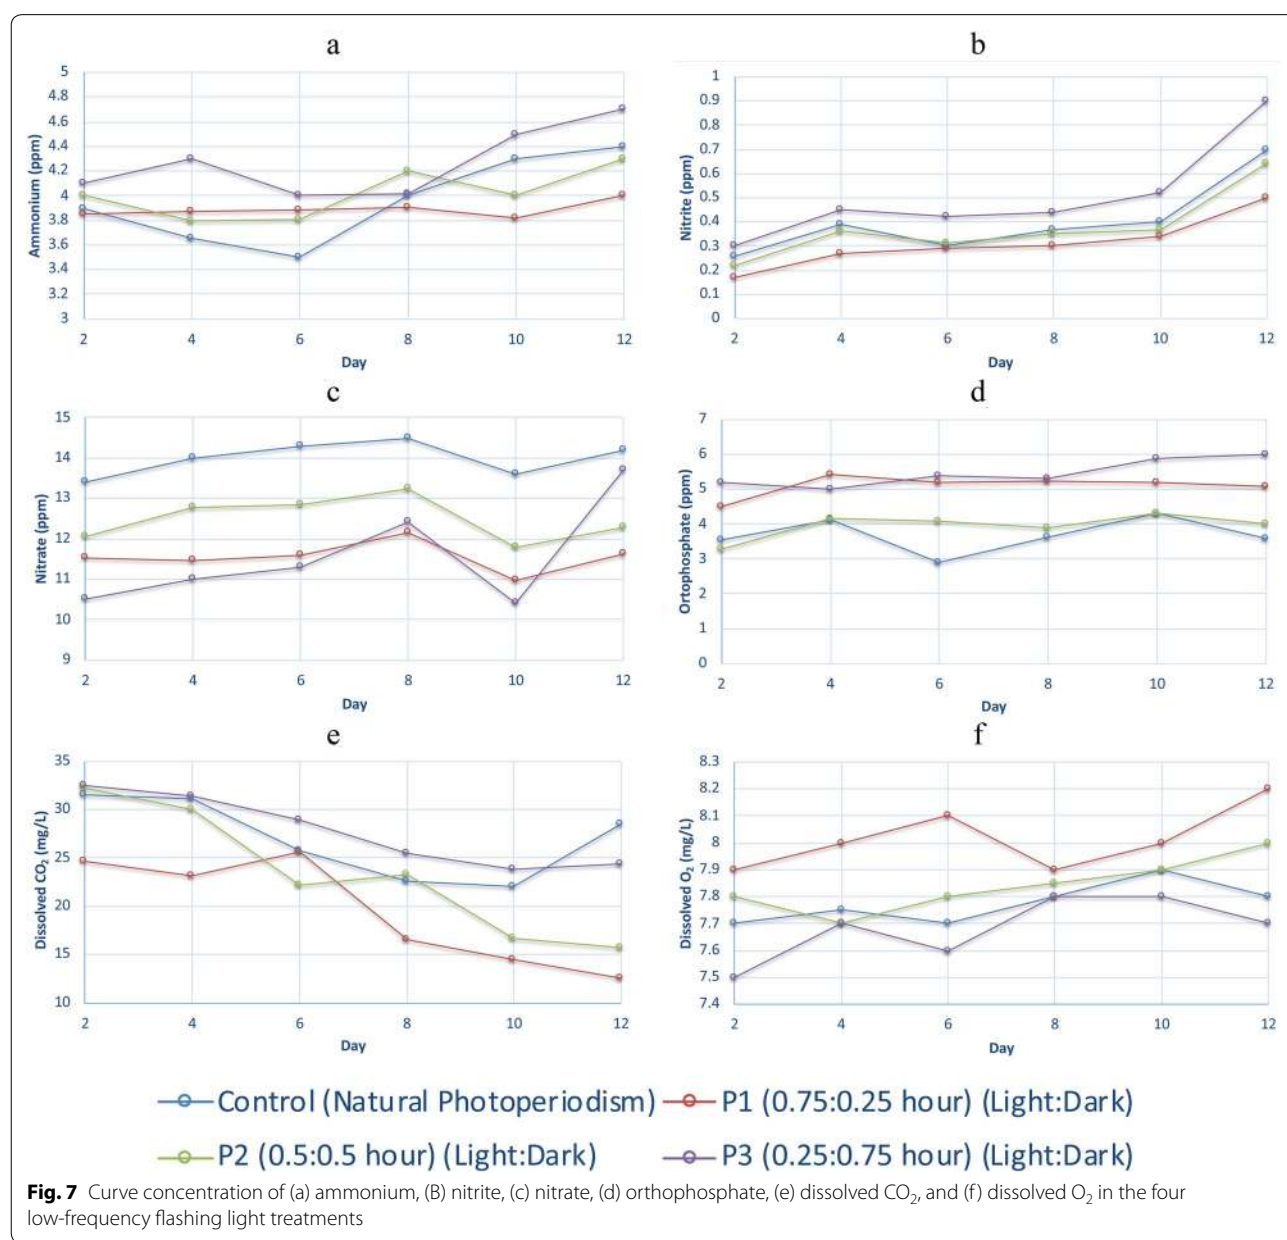 a
5
4.8
4.6
4.4
4.2
4
3.8
3.6
3.4
3.2
3
Ammonium (ppm)
2 4 6 8 10 12
Day
b
1
0.9
0.8
0.7
0.6
0.5
0.4
0.3
0.2
0.1
0
Nitrite (ppm)
2 4 6 8 10 12
Day
c
15
14
13
12
11
10
9
Nitrate (ppm)
2 4 6 8 10 12
Day
d
7
6
5
4
3
2
1
0
Ortophosphate (ppm)
2 4 6 8 10 12
Day
e
35
30
25
20
15
10
Dissolved CO₂ (mg/L)
2 4 6 8 10 12
Day
f
8.3
8.2
8.1
8
7.9
7.8
7.7
7.6
7.5
7.4
Dissolved O₂ (mg/L)
2 4 6 8 10 12
Day
Control (Natural Photoperiodism) P1 (0.75:0.25 hour) (Light:Dark)
P2 (0.5:0.5 hour) (Light:Dark) P3 (0.25:0.75 hour) (Light:Dark)
Fig. 7 Curve concentration of (a) ammonium, (B) nitrite, (c) nitrate, (d) orthophosphate, (e) dissolved CO₂, and (f) dissolved O₂ in the four
low-frequency flashing light treatments